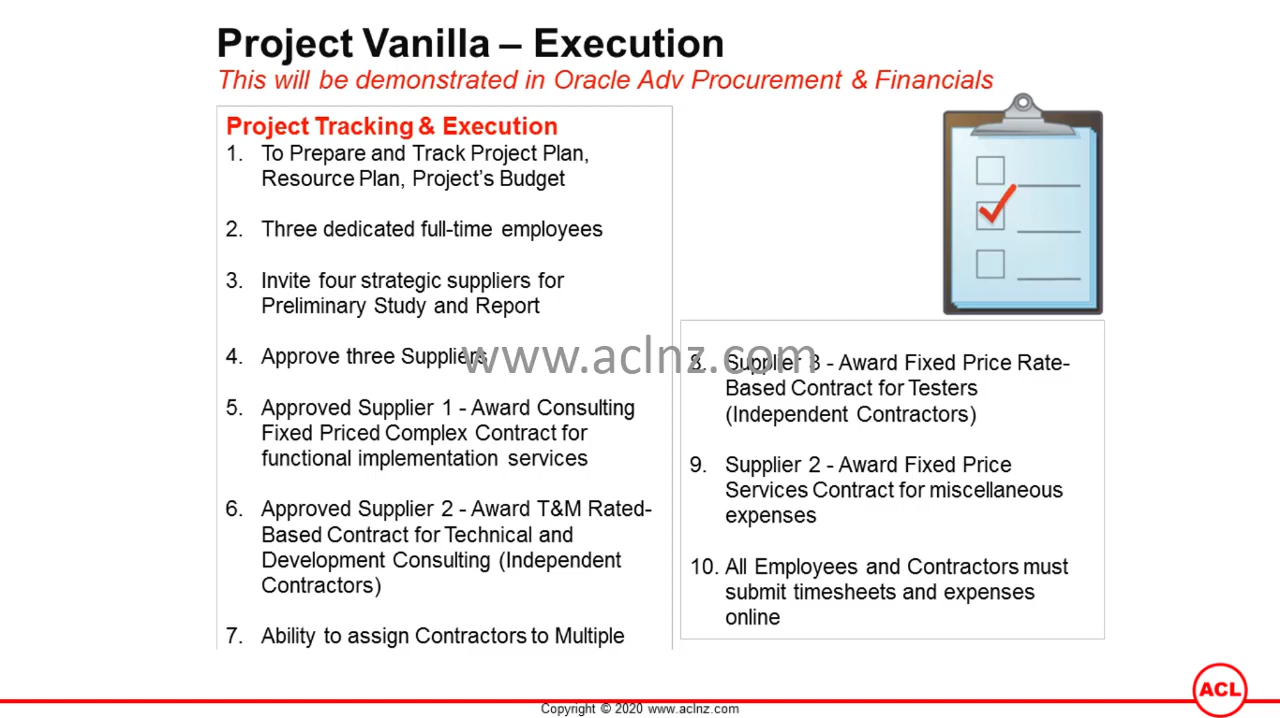 Project Vanilla – Execution
This will be demonstrated in Oracle Adv Procurement & Financials
Project Tracking & Execution
1. To Prepare and Track Project Plan,
Resource Plan, Project's Budget
2. Three dedicated full-time employees
3. Invite four strategic suppliers for
Preliminary Study and Report
4. Approve three Suppliers
5. Approved Supplier 1 - Award Consulting
Fixed Priced Complex Contract for
functional implementation services
6. Approved Supplier 2 - Award T&M Rated-
Based Contract for Technical and
Development Consulting (Independent
Contractors)
7. Ability to assign Contractors to Multiple
www.aclnz.com
8. Supplier 3 - Award Fixed Price Rate-
Based Contract for Testers
(Independent Contractors)
9. Supplier 2 - Award Fixed Price
Services Contract for miscellaneous
expenses
10. All Employees and Contractors must
submit timesheets and expenses
online
ACL
Copyright © 2020 www.aclnz.com